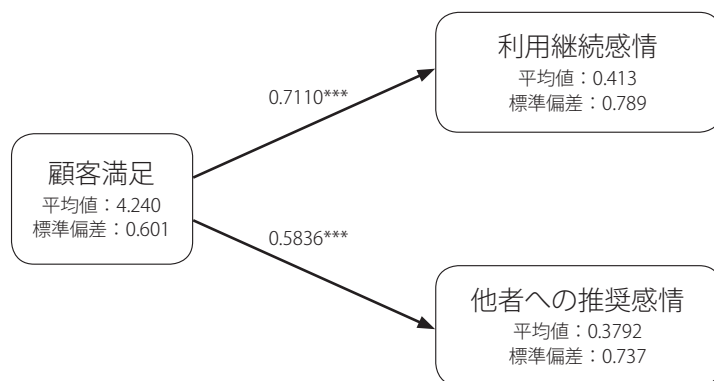 利用継続感情
平均値：0.413
標準偏差：0.789
0.7110***
顧客満足
平均値：4.240
標準偏差：0.601
0.5836***
他者への推奨感情
平均値：0.3792
標準偏差：0.737